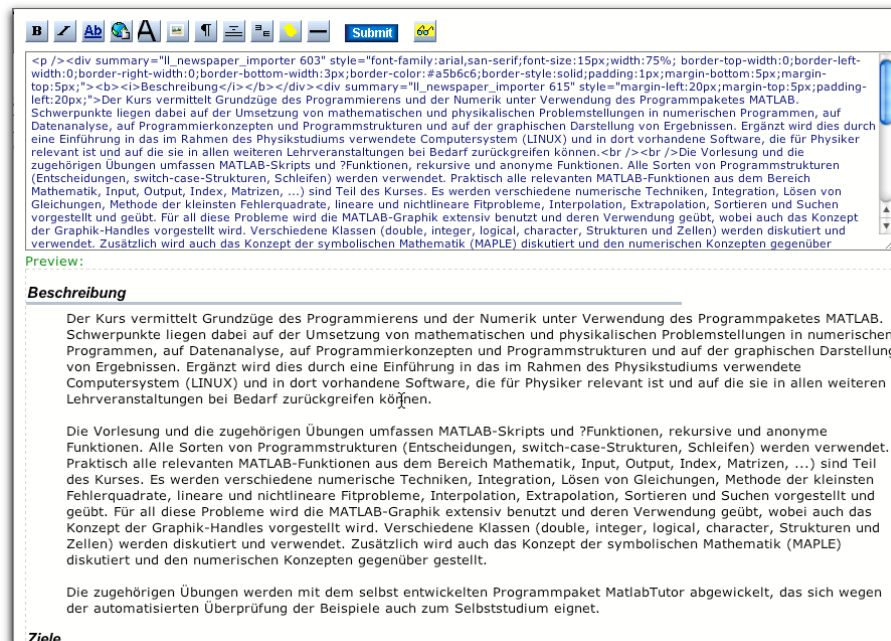 B I Ab A ¶ Submit
<p /><div summary="ll_newspaper_importer 603" style="font-family:arial,san-serif;font-size:15px;width:75%; border-top-width:0;border-left-
width:0;border-right-width:0;border-bottom-width:3px;border-color:#a5b6c6;border-style:solid;padding:1px;margin-bottom:5px;margin-
top:5px;"><b><i>Beschreibung</i></b></div><div summary="ll_newspaper_importer 615" style="margin-left:20px;margin-top:5px;padding-
left:20px;">Der Kurs vermittelt Grundzüge des Programmierens und der Numerik unter Verwendung des Programmpaketes MATLAB.
Schwerpunkte liegen dabei auf der Umsetzung von mathematischen und physikalischen Problemstellungen in numerischen Programmen, auf
Datenanalyse, auf Programmierkonzepten und Programmstrukturen und auf der graphischen Darstellung von Ergebnissen. Ergänzt wird dies durch
eine Einführung in das im Rahmen des Physikstudiums verwendete Computersystem (LINUX) und in dort vorhandene Software, die für Physiker
relevant ist und auf die sie in allen weiteren Lehrveranstaltungen bei Bedarf zurückgreifen können.<br /><br />Die Vorlesung und die
zugehörigen Übungen umfassen MATLAB-Skripts und ?Funktionen, rekursive und anonyme Funktionen. Alle Sorten von Programmstrukturen
(Entscheidungen, switch-case-Strukturen, Schleifen) werden verwendet. Praktisch alle relevanten MATLAB-Funktionen aus dem Bereich
Mathematik, Input, Output, Index, Matrizen, ...) sind Teil des Kurses. Es werden verschiedene numerische Techniken, Integration, Lösen von
Gleichungen, Methode der kleinsten Fehlerquadrate, lineare und nichtlineare Fitprobleme, Interpolation, Extrapolation, Sortieren und Suchen
vorgestellt und geübt. Für all diese Probleme wird die MATLAB-Graphik extensiv benutzt und deren Verwendung geübt, wobei auch das Konzept
der Graphik-Handles vorgestellt wird. Verschiedene Klassen (double, integer, logical, character, Strukturen und Zellen) werden diskutiert und
verwendet. Zusätzlich wird auch das Konzept der symbolischen Mathematik (MAPLE) diskutiert und den numerischen Konzepten gegenüber
Preview:
Beschreibung
Der Kurs vermittelt Grundzüge des Programmierens und der Numerik unter Verwendung des Programmpaketes MATLAB.
Schwerpunkte liegen dabei auf der Umsetzung von mathematischen und physikalischen Problemstellungen in numerischen
Programmen, auf Datenanalyse, auf Programmierkonzepten und Programmstrukturen und auf der graphischen Darstellung
von Ergebnissen. Ergänzt wird dies durch eine Einführung in das im Rahmen des Physikstudiums verwendete
Computersystem (LINUX) und in dort vorhandene Software, die für Physiker relevant ist und auf die sie in allen weiteren
Lehrveranstaltungen bei Bedarf zurückgreifen können.
Die Vorlesung und die zugehörigen Übungen umfassen MATLAB-Skripts und ?Funktionen, rekursive und anonyme
Funktionen. Alle Sorten von Programmstrukturen (Entscheidungen, switch-case-Strukturen, Schleifen) werden verwendet.
Praktisch alle relevanten MATLAB-Funktionen aus dem Bereich Mathematik, Input, Output, Index, Matrizen, ...) sind Teil
des Kurses. Es werden verschiedene numerische Techniken, Integration, Lösen von Gleichungen, Methode der kleinsten
Fehlerquadrate, lineare und nichtlineare Fitprobleme, Interpolation, Extrapolation, Sortieren und Suchen vorgestellt und
geübt. Für all diese Probleme wird die MATLAB-Graphik extensiv benutzt und deren Verwendung geübt, wobei auch das
Konzept der Graphik-Handles vorgestellt wird. Verschiedene Klassen (double, integer, logical, character, Strukturen und
Zellen) werden diskutiert und verwendet. Zusätzlich wird auch das Konzept der symbolischen Mathematik (MAPLE)
diskutiert und den numerischen Konzepten gegenüber gestellt.
Die zugehörigen Übungen werden mit dem selbst entwickelten Programmpaket MatlabTutor abgewickelt, das sich wegen
der automatisierten Überprüfung der Beispiele auch zum Selbststudium eignet.
Ziele